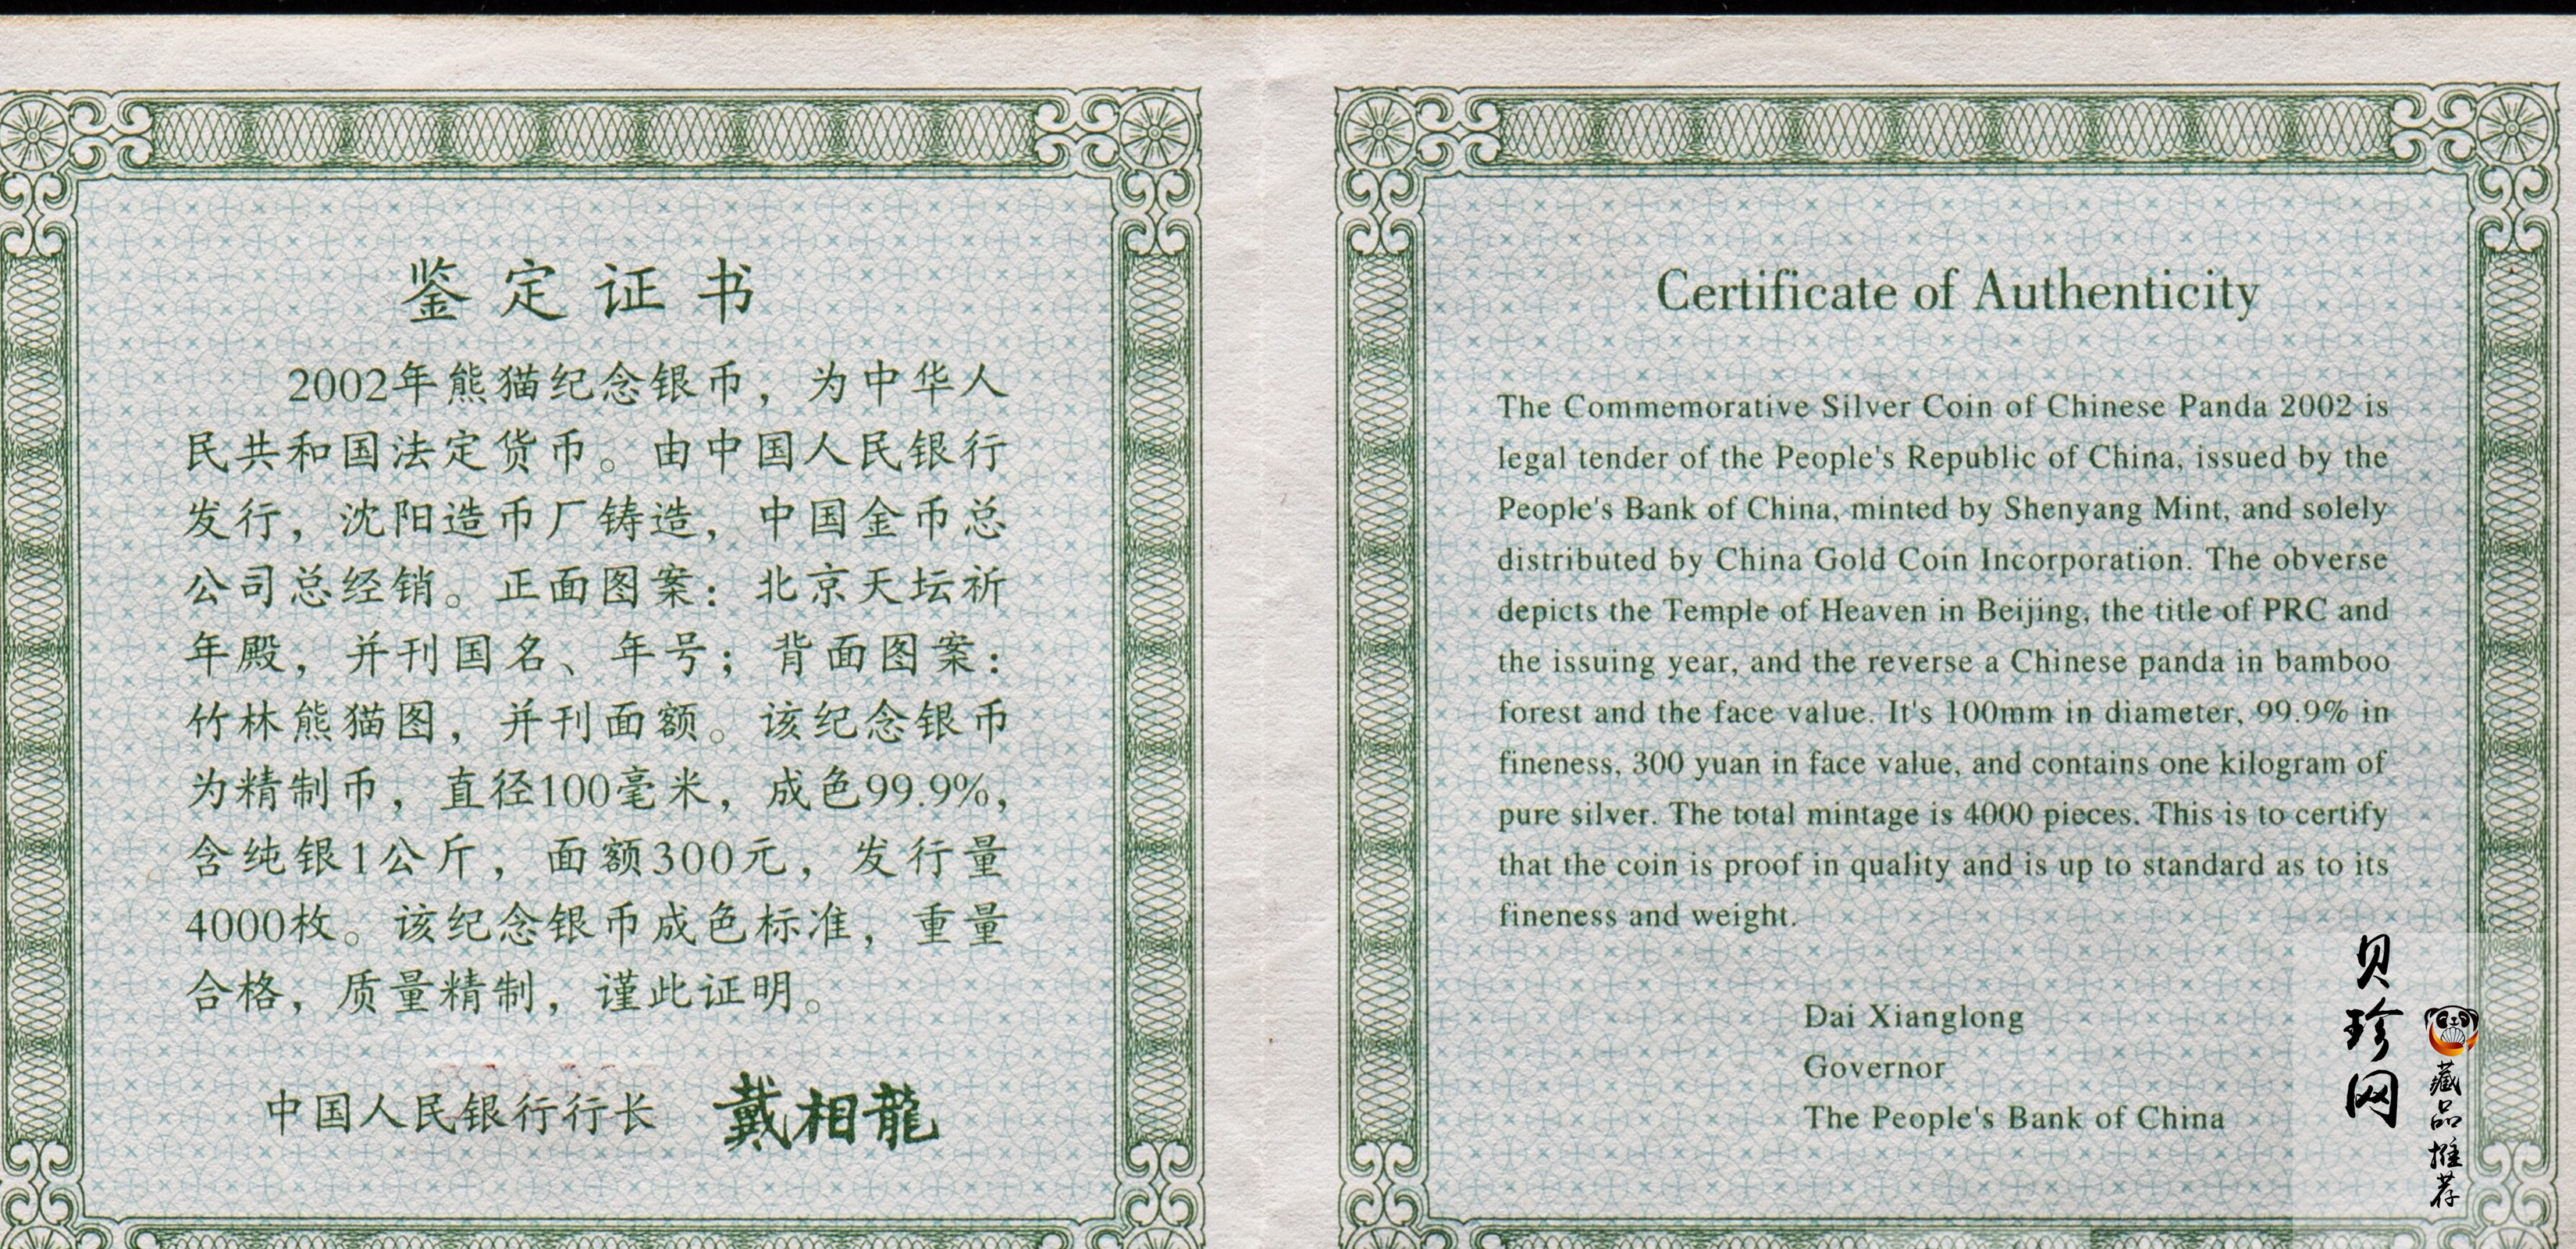 鉴定证书
2002年熊猫纪念银币，为中华人
民共和国法定货币。由中国人民银行
发行，沈阳造币厂铸造，中国金币总
公司总经销。正面图案：北京天坛祈
年殿，并刊国名、年号；背面图案：
竹林熊猫图，并刊面额。该纪念银币
为精制币，直径100毫米，成色99.9%，
含纯银1公斤，面额300元，发行量
4000枚。该纪念银币成色标准，重量
合格，质量精制，谨此证明。
中国人民银行行长 戴相龍
Certificate of Authenticity
The Commemorative Silver Coin of Chinese Panda 2002 is
legal tender of the People's Republic of China, issued by the
People's Bank of China, minted by Shenyang Mint, and solely
distributed by China Gold Coin Incorporation. The obverse
depicts the Temple of Heaven in Beijing, the title of PRC and
the issuing year, and the reverse a Chinese panda in bamboo
forest and the face value. It's 100mm in diameter, 99.9% in
fineness, 300 yuan in face value, and contains one kilogram of
pure silver. The total mintage is 4000 pieces. This is to certify
that the coin is proof in quality and is up to standard as to its
fineness and weight.
Dai Xianglong
Governor
The People's Bank of China
贝珍网
藏品推荐